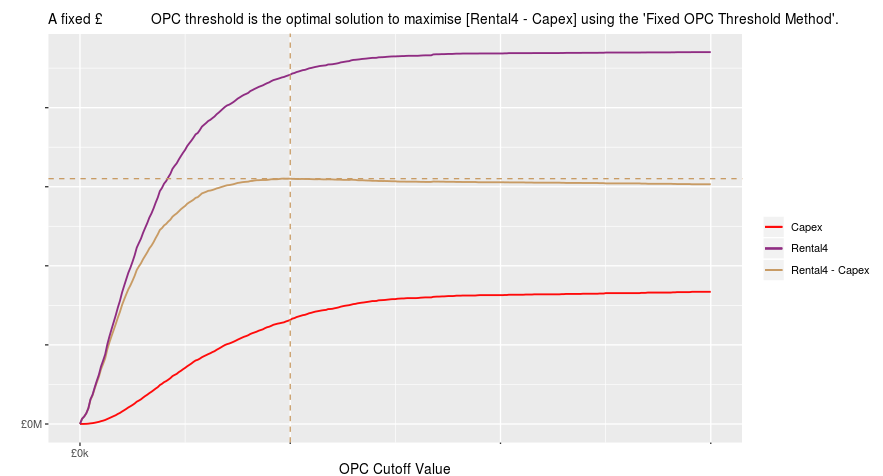 A fixed £ OPC threshold is the optimal solution to maximise [Rental4 - Capex] using the 'Fixed OPC Threshold Method'.
Capex
Rental4
Rental4 - Capex
£0M
£0k
OPC Cutoff Value